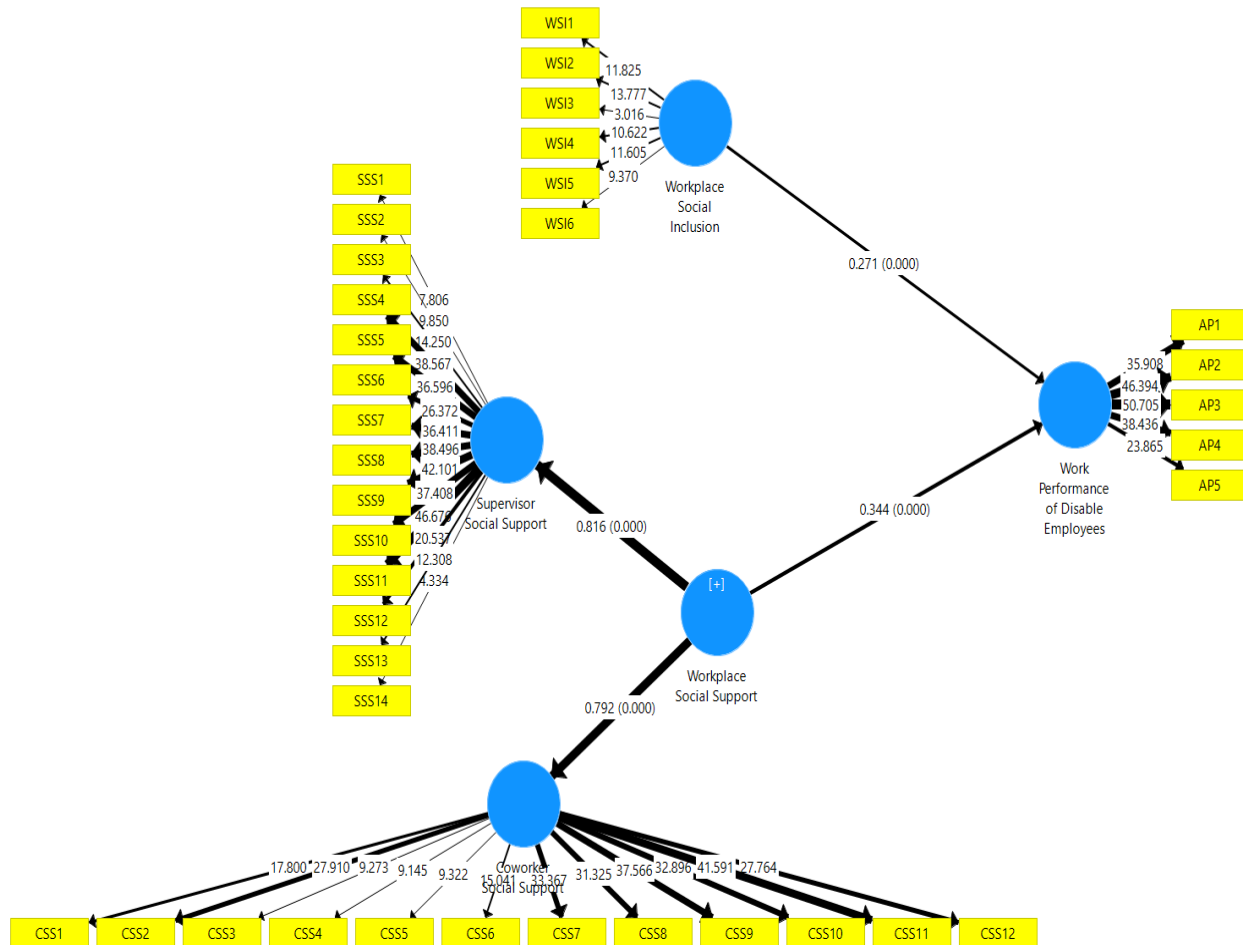 WSI1
WSI2
WSI3
WSI4
WSI5
WSI6
11.825
13.777
3.016
10.622
11.605
9.370
Workplace
Social
Inclusion
0.271 (0.000)
SSS1
SSS2
SSS3
SSS4
SSS5
SSS6
SSS7
SSS8
SSS9
SSS10
SSS11
SSS12
SSS13
SSS14
7.806
9.850
14.250
38.567
36.596
26.372
36.411
38.496
42.101
37.408
46.676
20.537
12.308
4.334
Supervisor
Social Support
0.816 (0.000)
AP1
AP2
AP3
AP4
AP5
35.908
46.394
50.705
38.436
23.865
Work
Performance
of Disable
Employees
0.344 (0.000)
[+]
Workplace
Social Support
0.792 (0.000)
Coworker
Social Support
17.800
27.910
9.273
9.145
9.322
15.041
33.367
31.325
37.566
32.896
41.591
27.764
CSS1
CSS2
CSS3
CSS4
CSS5
CSS6
CSS7
CSS8
CSS9
CSS10
CSS11
CSS12